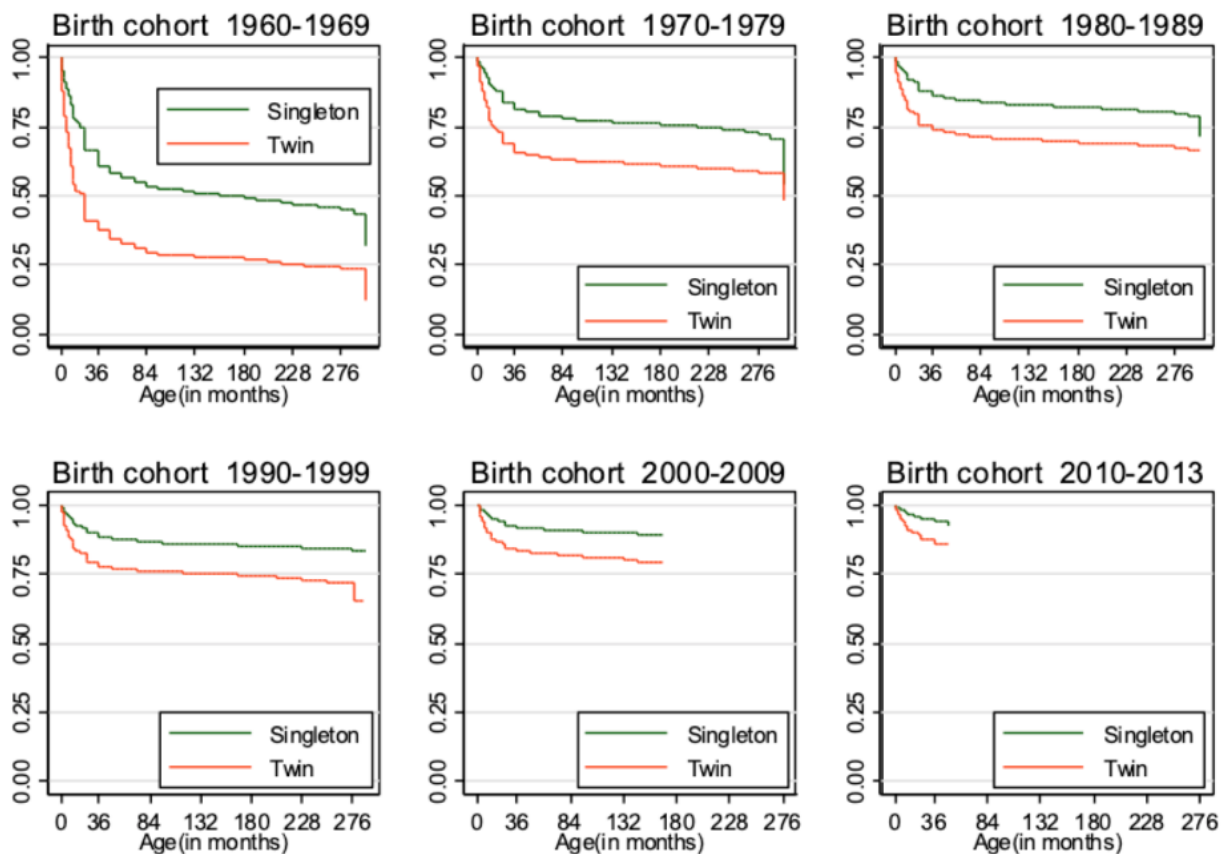 Birth cohort 1960-1969
1.00
0.75
0.50
0.25
0.00
Singleton
Twin
0 36 84 132 180 228 276
Age(in months)
Birth cohort 1970-1979
1.00
0.75
0.50
0.25
0.00
Singleton
Twin
0 36 84 132 180 228 276
Age(in months)
Birth cohort 1980-1989
1.00
0.75
0.50
0.25
0.00
Singleton
Twin
0 36 84 132 180 228 276
Age(in months)
Birth cohort 1990-1999
1.00
0.75
0.50
0.25
0.00
Singleton
Twin
0 36 84 132 180 228 276
Age(in months)
Birth cohort 2000-2009
1.00
0.75
0.50
0.25
0.00
Singleton
Twin
0 36 84 132 180 228 276
Age(in months)
Birth cohort 2010-2013
1.00
0.75
0.50
0.25
0.00
Singleton
Twin
0 36 84 132 180 228 276
Age(in months)